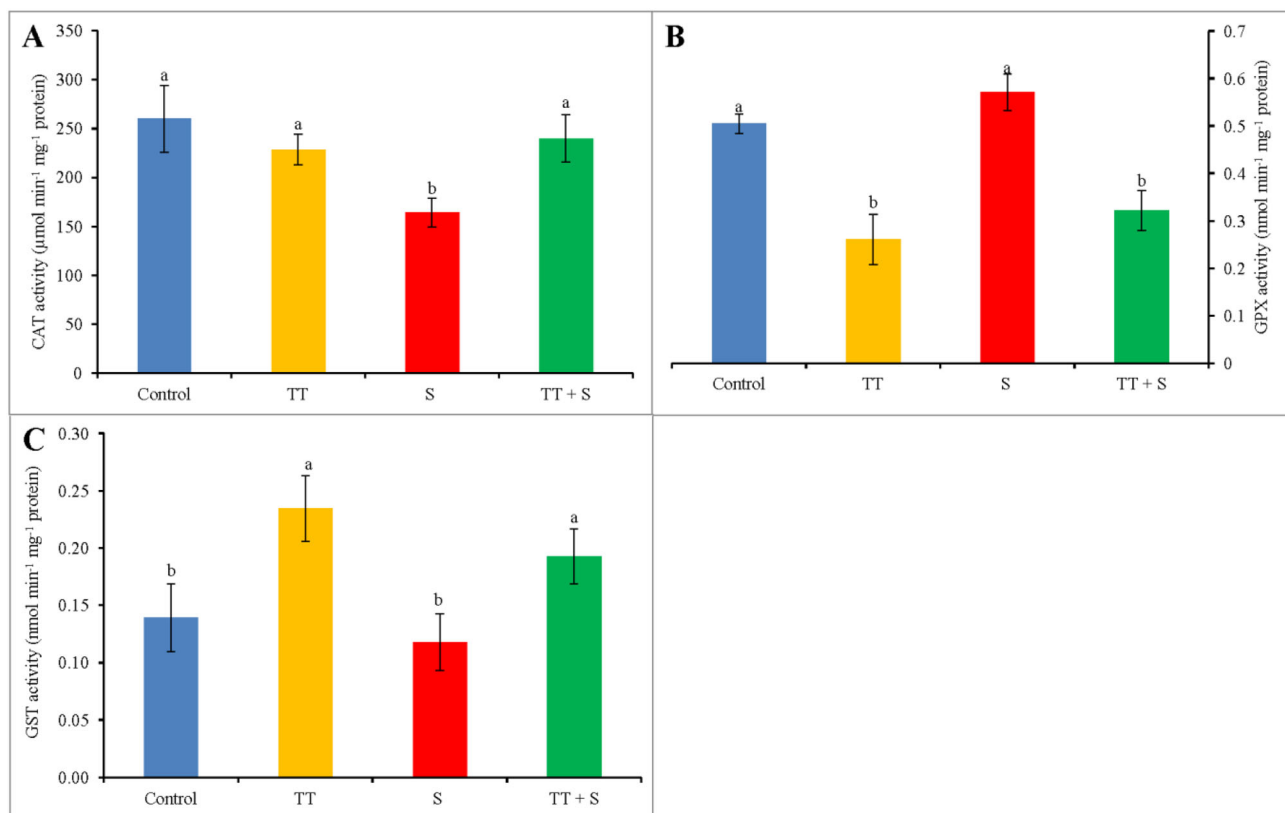 A
CAT activity (µmol min⁻¹ mg⁻¹ protein)
350
300
250
200
150
100
50
0
a
a
b
a
Control TT S TT + S
B
GPX activity (nmol min⁻¹ mg⁻¹ protein)
0.7
0.6
0.5
0.4
0.3
0.2
0.1
0
a
b
a
b
Control TT S TT + S
C
GST activity (nmol min⁻¹ mg⁻¹ protein)
0.30
0.25
0.20
0.15
0.10
0.05
0.00
b
a
b
a
Control TT S TT + S